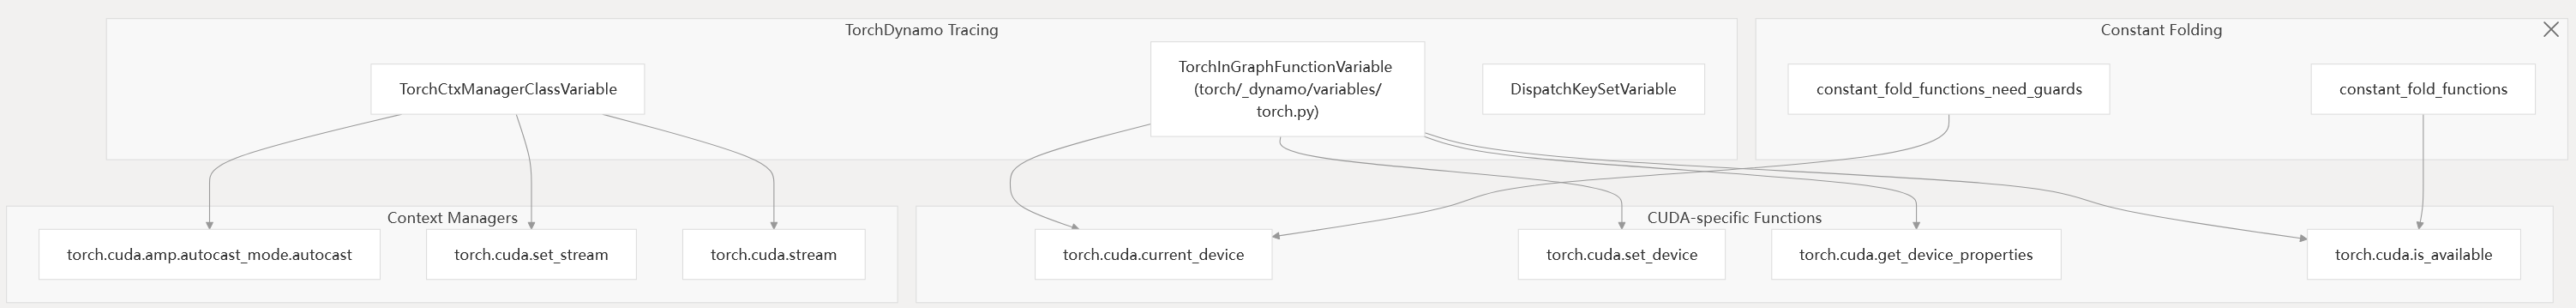 TorchDynamo Tracing
TorchCtxManagerClassVariable
TorchInGraphFunctionVariable
(torch/_dynamo/variables/
torch.py)
DispatchKeySetVariable
Constant Folding
constant_fold_functions_need_guards
constant_fold_functions
Context Managers
torch.cuda.amp.autocast_mode.autocast
torch.cuda.set_stream
torch.cuda.stream
CUDA-specific Functions
torch.cuda.current_device
torch.cuda.set_device
torch.cuda.get_device_properties
torch.cuda.is_available